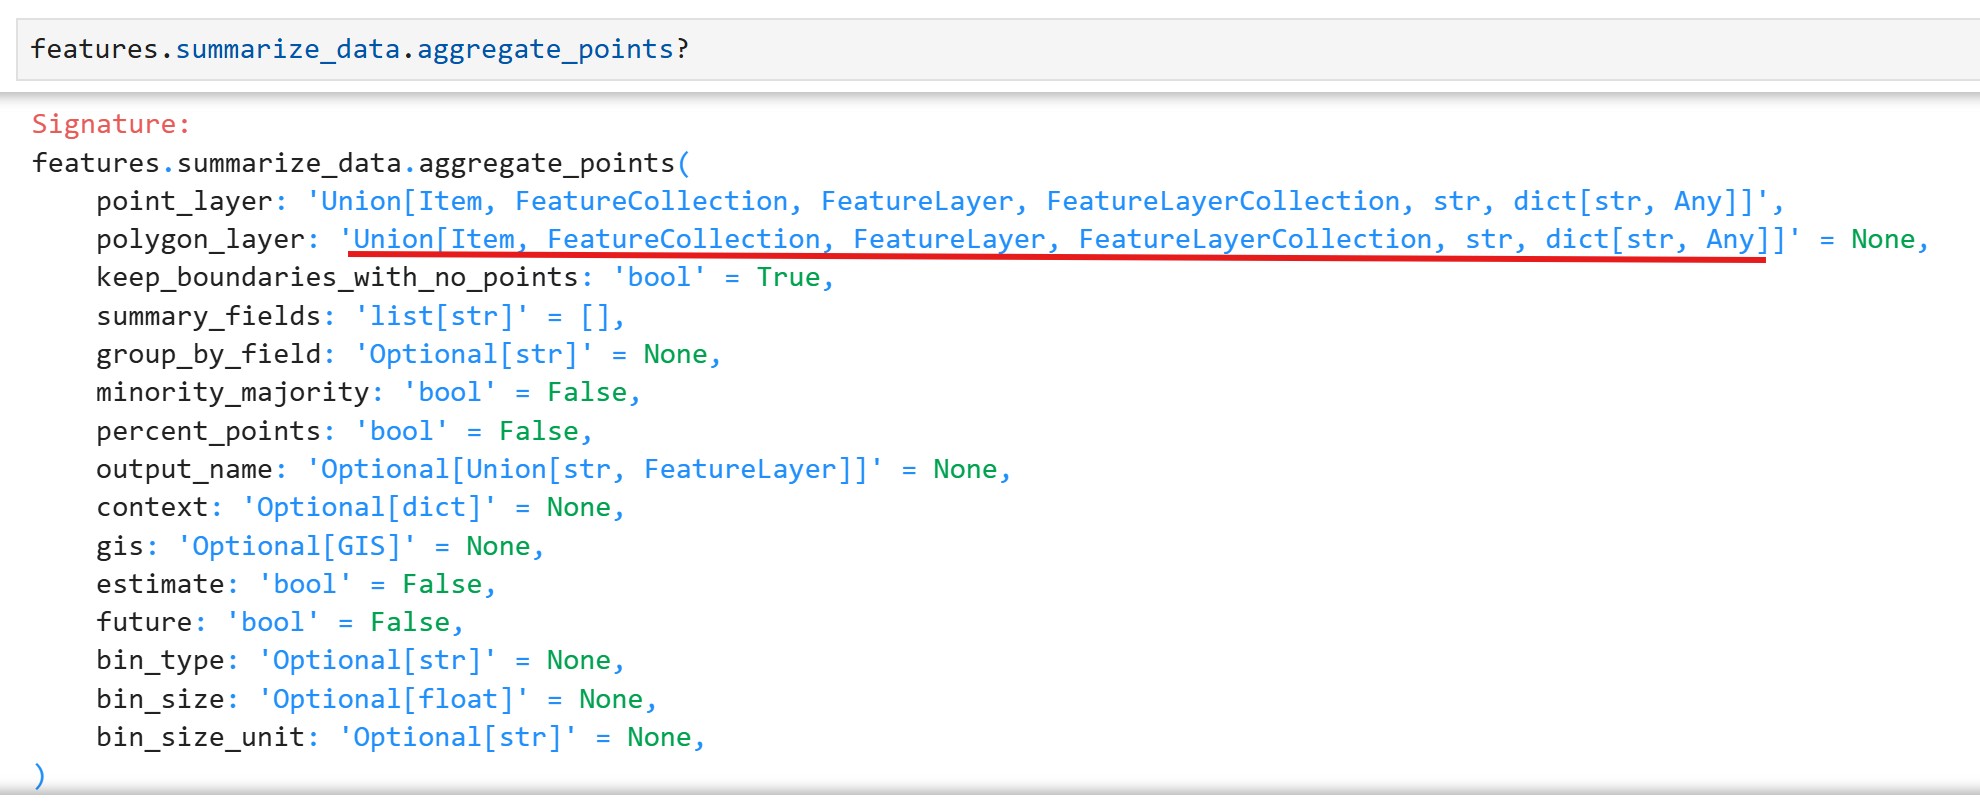 features.summarize_data.aggregate_points?
Signature:
features.summarize_data.aggregate_points(
    point_layer: 'Union[Item, FeatureCollection, FeatureLayer, FeatureLayerCollection, str, dict[str, Any]]',
    polygon_layer: 'Union[Item, FeatureCollection, FeatureLayer, FeatureLayerCollection, str, dict[str, Any]]' = None,
    keep_boundaries_with_no_points: 'bool' = True,
    summary_fields: 'list[str]' = [],
    group_by_field: 'Optional[str]' = None,
    minority_majority: 'bool' = False,
    percent_points: 'bool' = False,
    output_name: 'Optional[Union[str, FeatureLayer]]' = None,
    context: 'Optional[dict]' = None,
    gis: 'Optional[GIS]' = None,
    estimate: 'bool' = False,
    future: 'bool' = False,
    bin_type: 'Optional[str]' = None,
    bin_size: 'Optional[float]' = None,
    bin_size_unit: 'Optional[str]' = None,
)